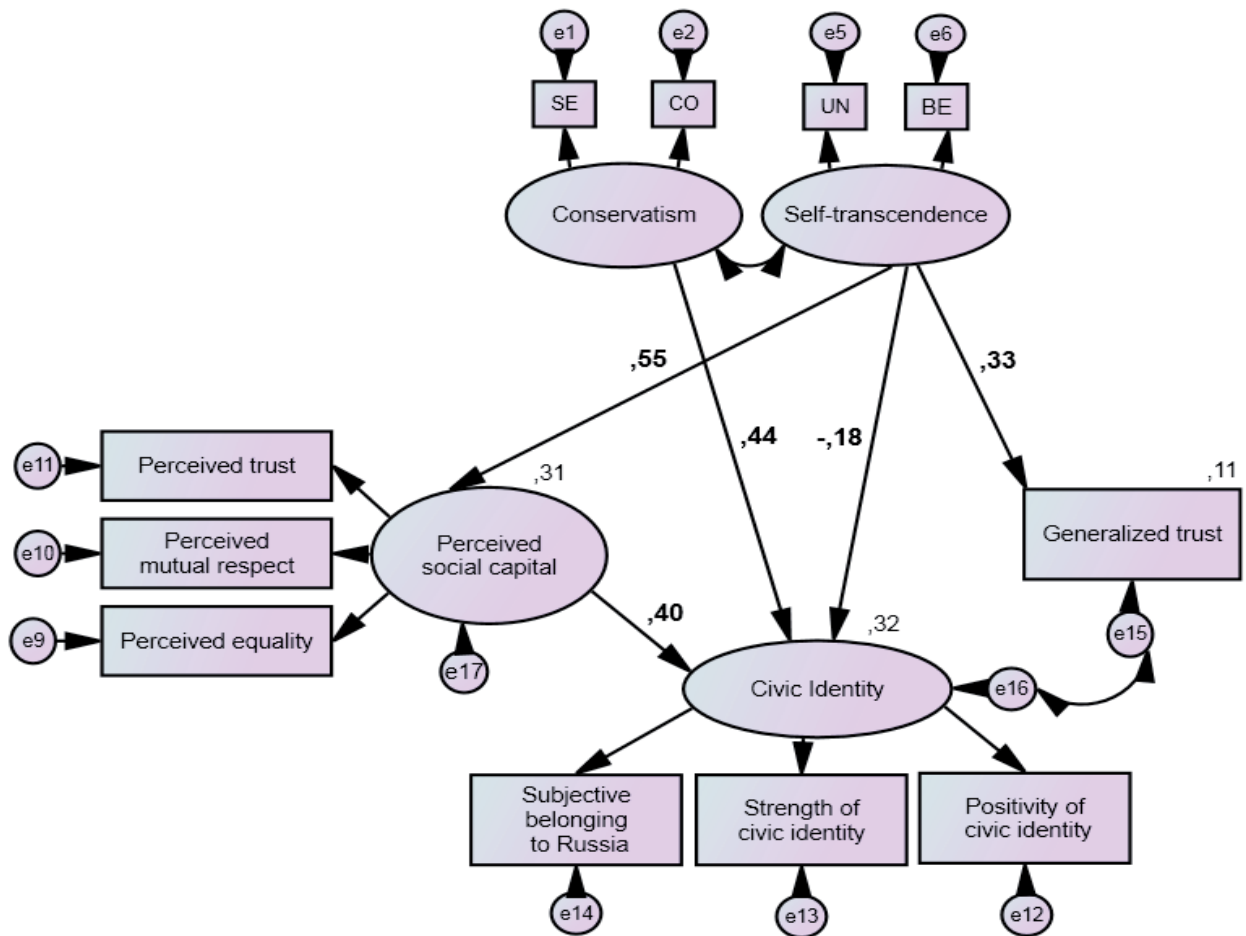 e1
e2
e5
e6
SE
CO
UN
BE
Conservatism
Self-transcendence
,55
,33
,44
-,18
e11
Perceived trust
,31
,11
e10
Perceived
mutual respect
Perceived
social capital
Generalized trust
e9
Perceived equality
,40
,32
e15
e17
Civic Identity
e16
Subjective
belonging
to Russia
Strength of
civic identity
Positivity of
civic identity
e14
e13
e12